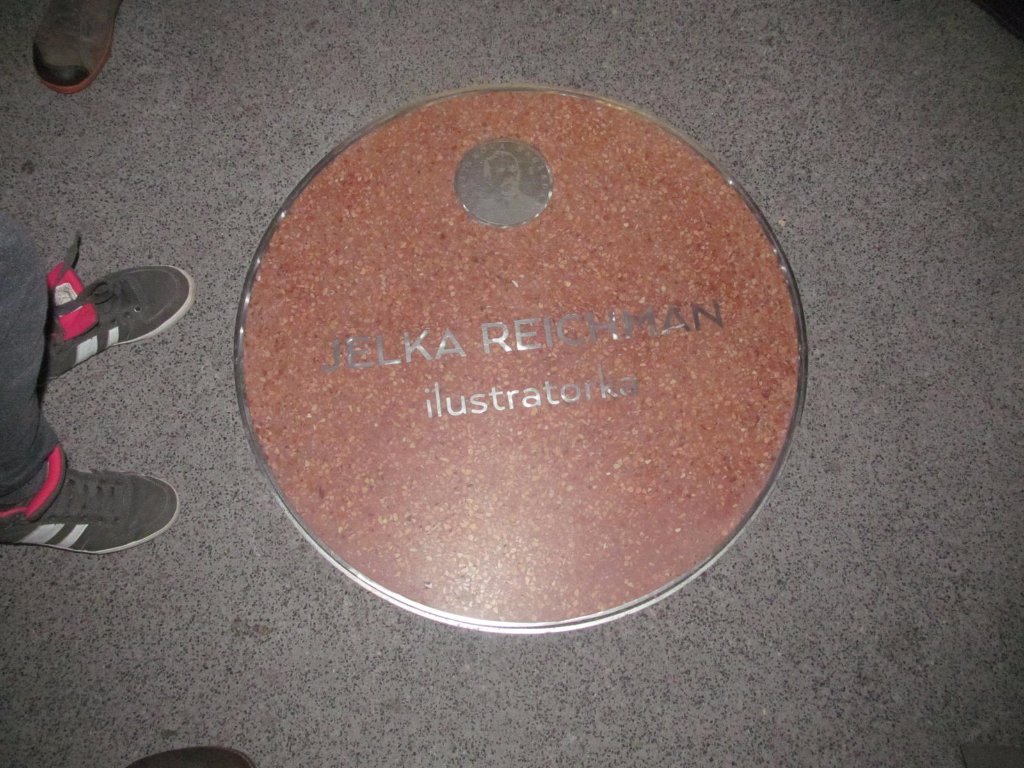 JELKA REICHMAN
ilustratorka